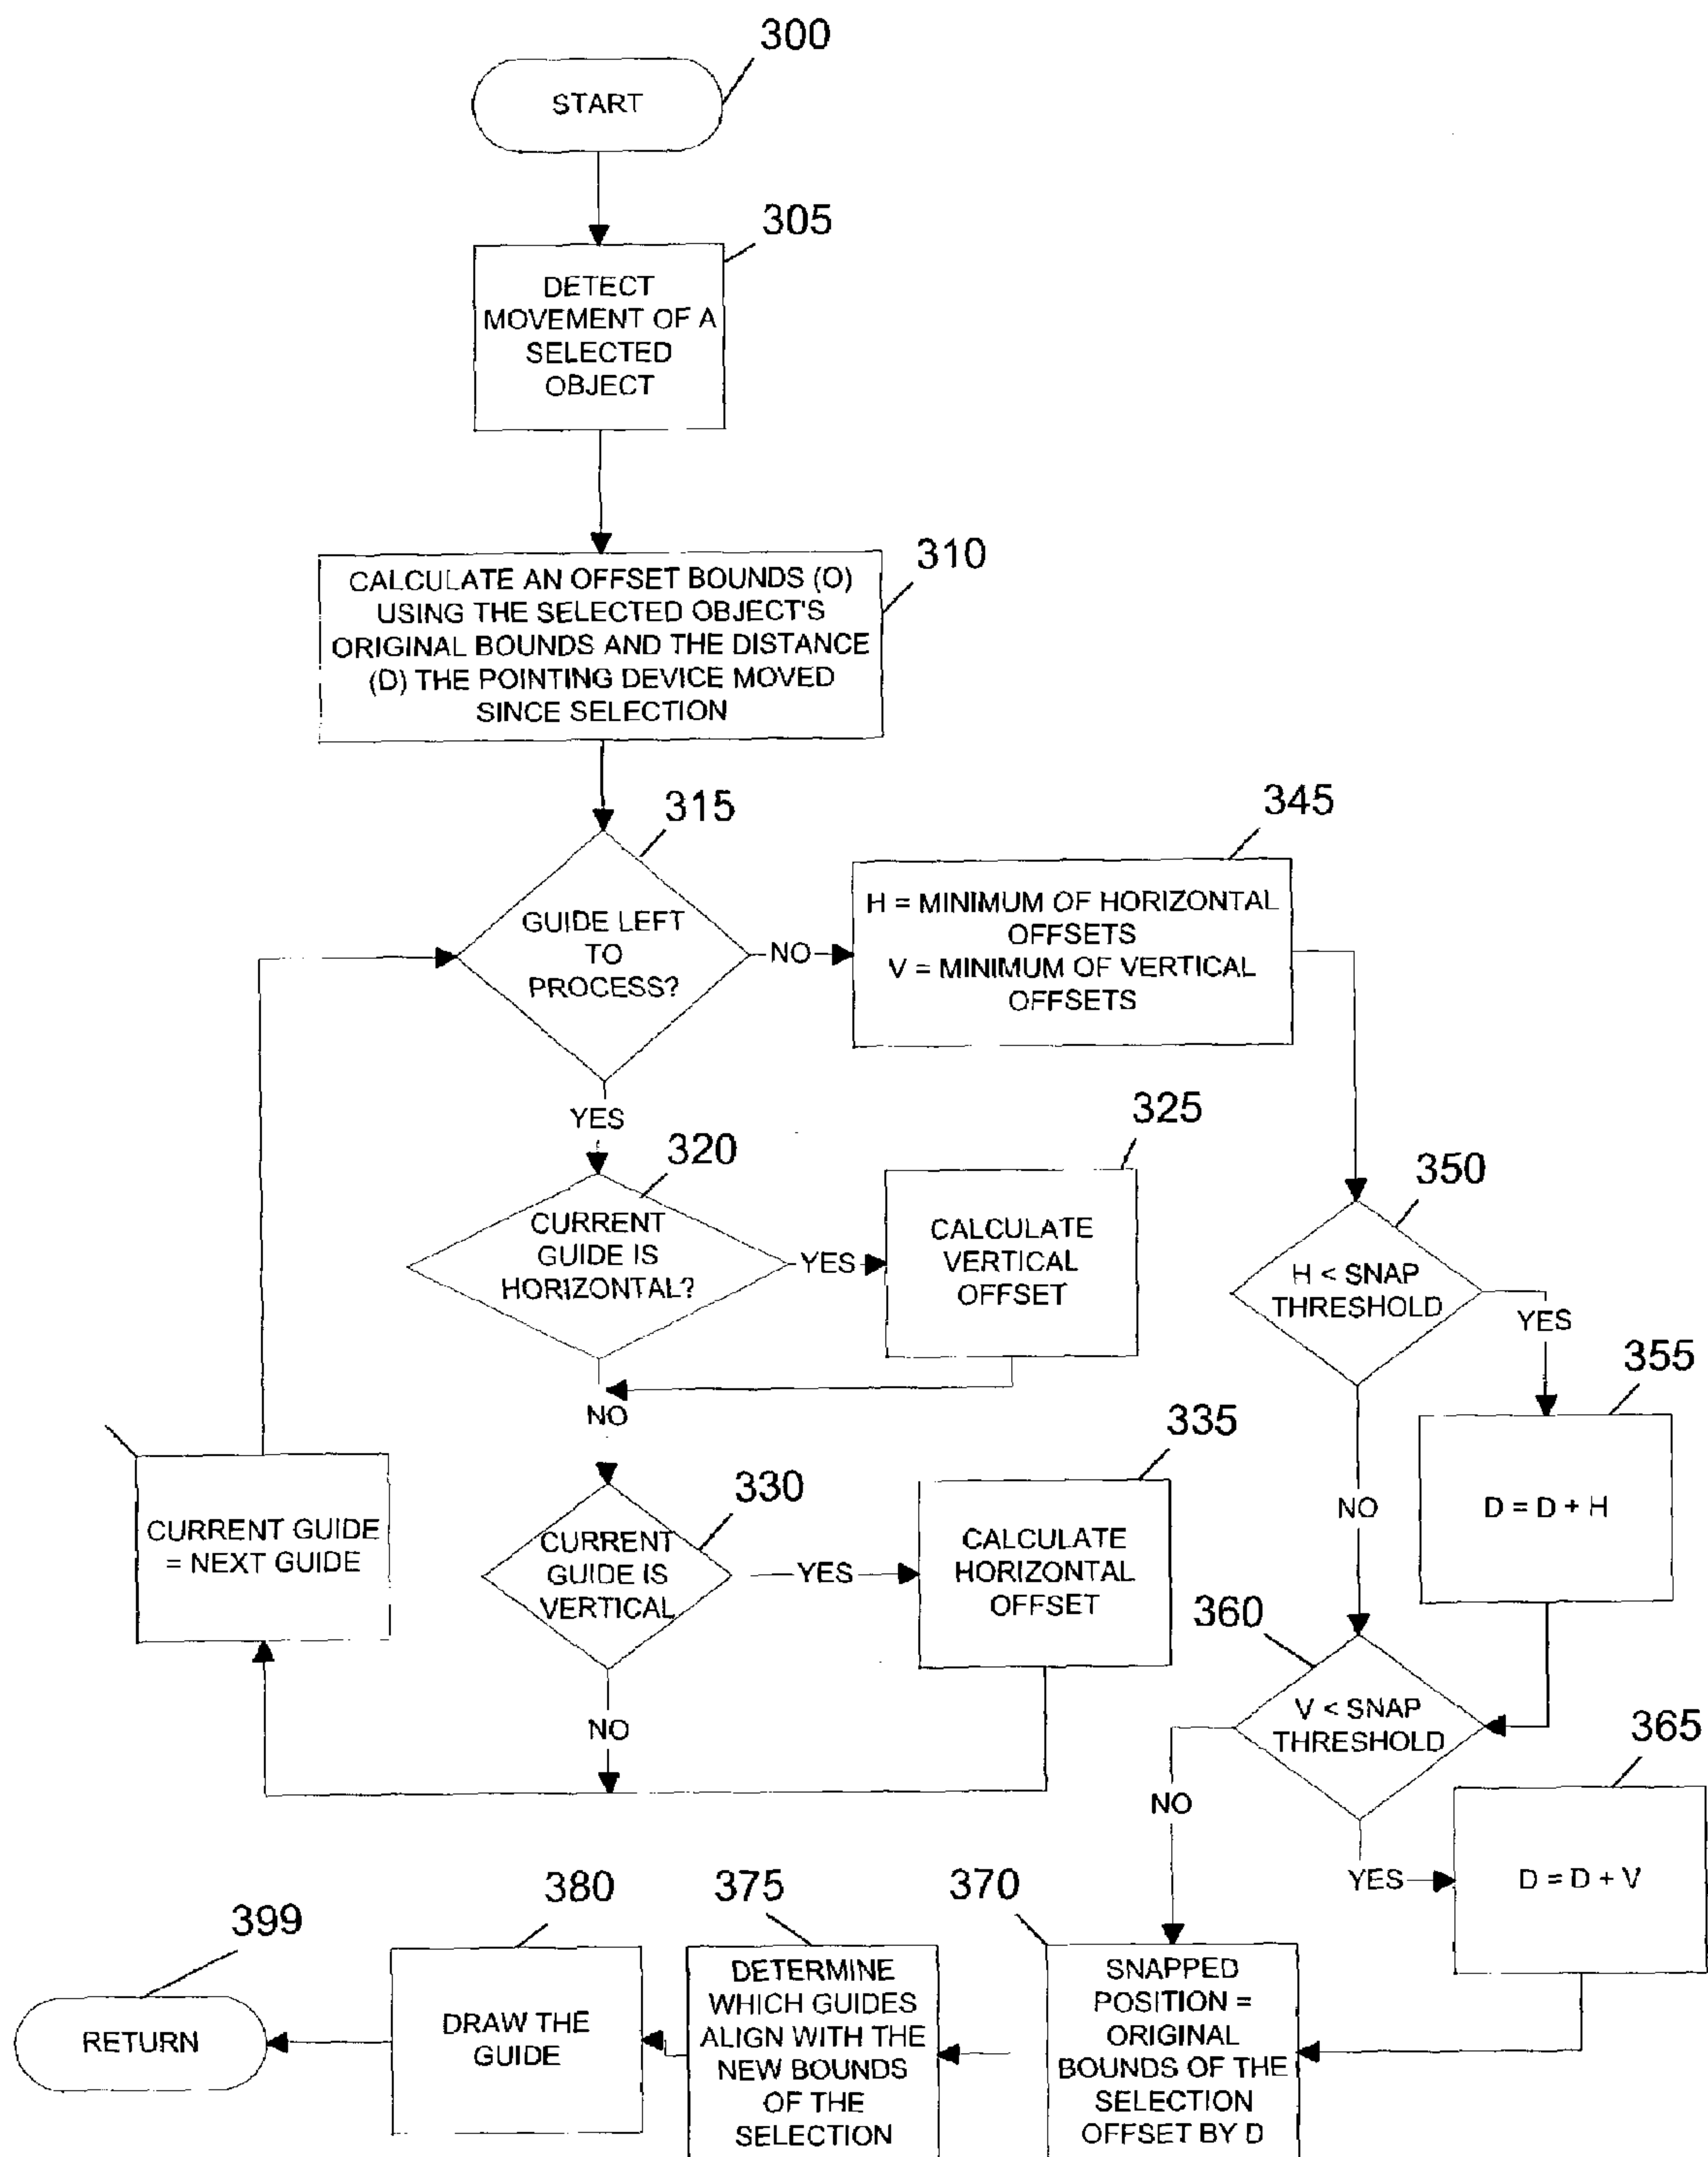 300
START
305
DETECT
MOVEMENT OF A
SELECTED
OBJECT
310
CALCULATE AN OFFSET BOUNDS (O)
USING THE SELECTED OBJECT'S
ORIGINAL BOUNDS AND THE DISTANCE
(D) THE POINTING DEVICE MOVED
SINCE SELECTION
315
GUIDE LEFT
TO
PROCESS?
NO
345
H = MINIMUM OF HORIZONTAL
OFFSETS
V = MINIMUM OF VERTICAL
OFFSETS
YES
320
CURRENT
GUIDE IS
HORIZONTAL?
YES
325
CALCULATE
VERTICAL
OFFSET
NO
350
H < SNAP
THRESHOLD
YES
355
D = D + H
NO
CURRENT GUIDE
= NEXT GUIDE
330
CURRENT
GUIDE IS
VERTICAL
YES
335
CALCULATE
HORIZONTAL
OFFSET
NO
360
V < SNAP
THRESHOLD
NO
YES
365
D = D + V
370
SNAPPED
POSITION =
ORIGINAL
BOUNDS OF THE
SELECTION
OFFSET BY D
375
DETERMINE
WHICH GUIDES
ALIGN WITH THE
NEW BOUNDS
OF THE
SELECTION
380
DRAW THE
GUIDE
399
RETURN